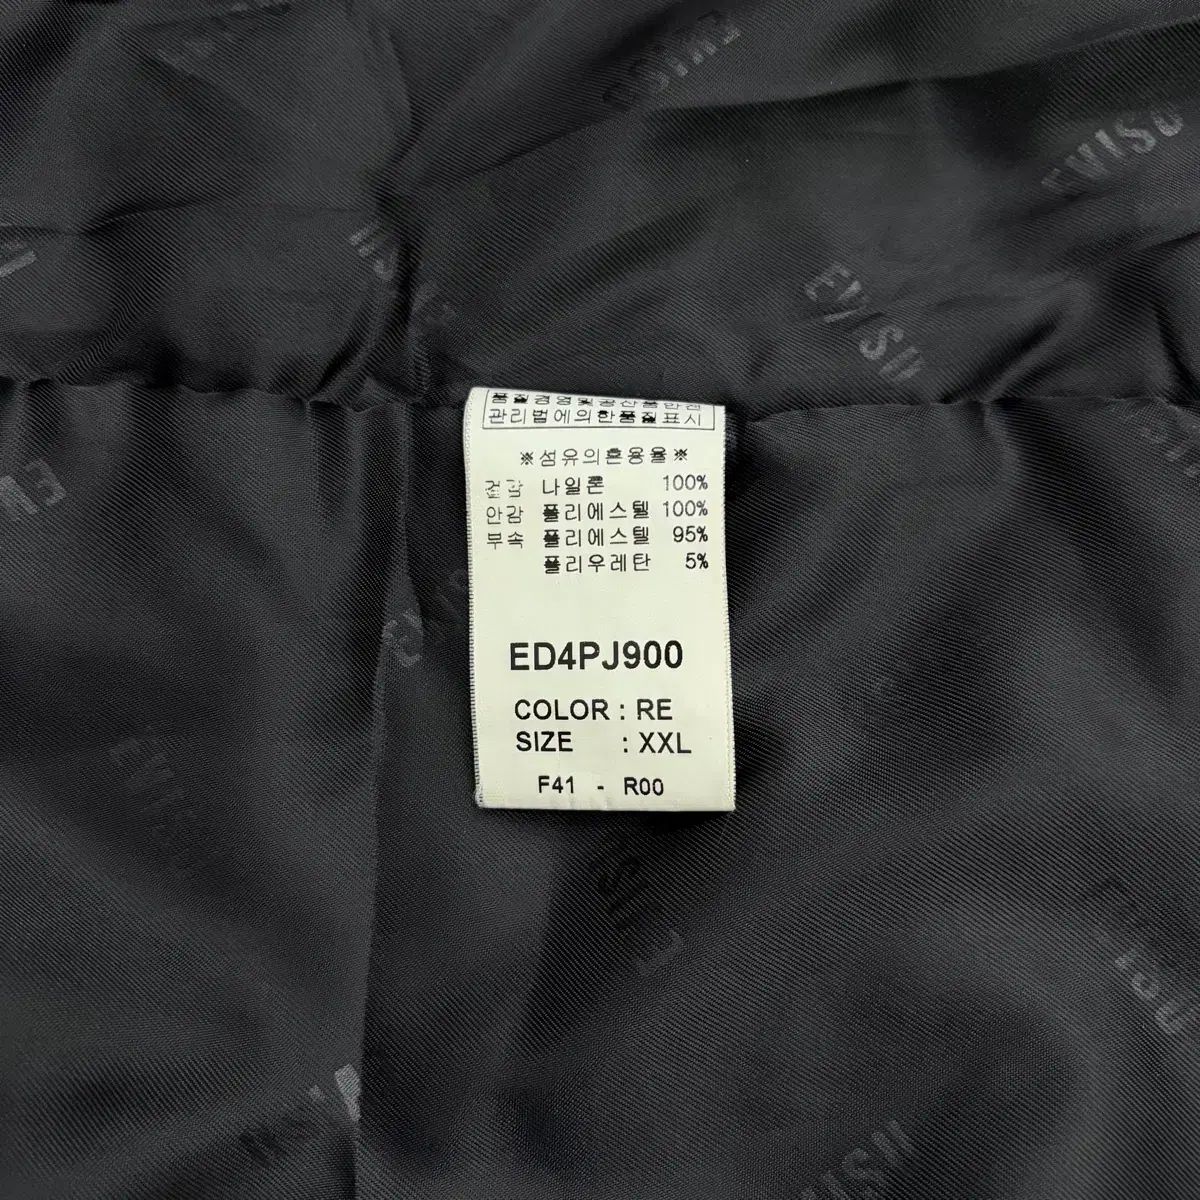 품질경영및공산품안전
관리법에의한품질표시
※섬유의혼용율※
겉감 나일론 100%
안감 폴리에스텔 100%
부속 폴리에스텔 95%
폴리우레탄 5%
ED4PJ900
COLOR : RE
SIZE : XXL
F41 - R00
EVISU
EVISU
EVISU
EVISU
EVISU
EVISU